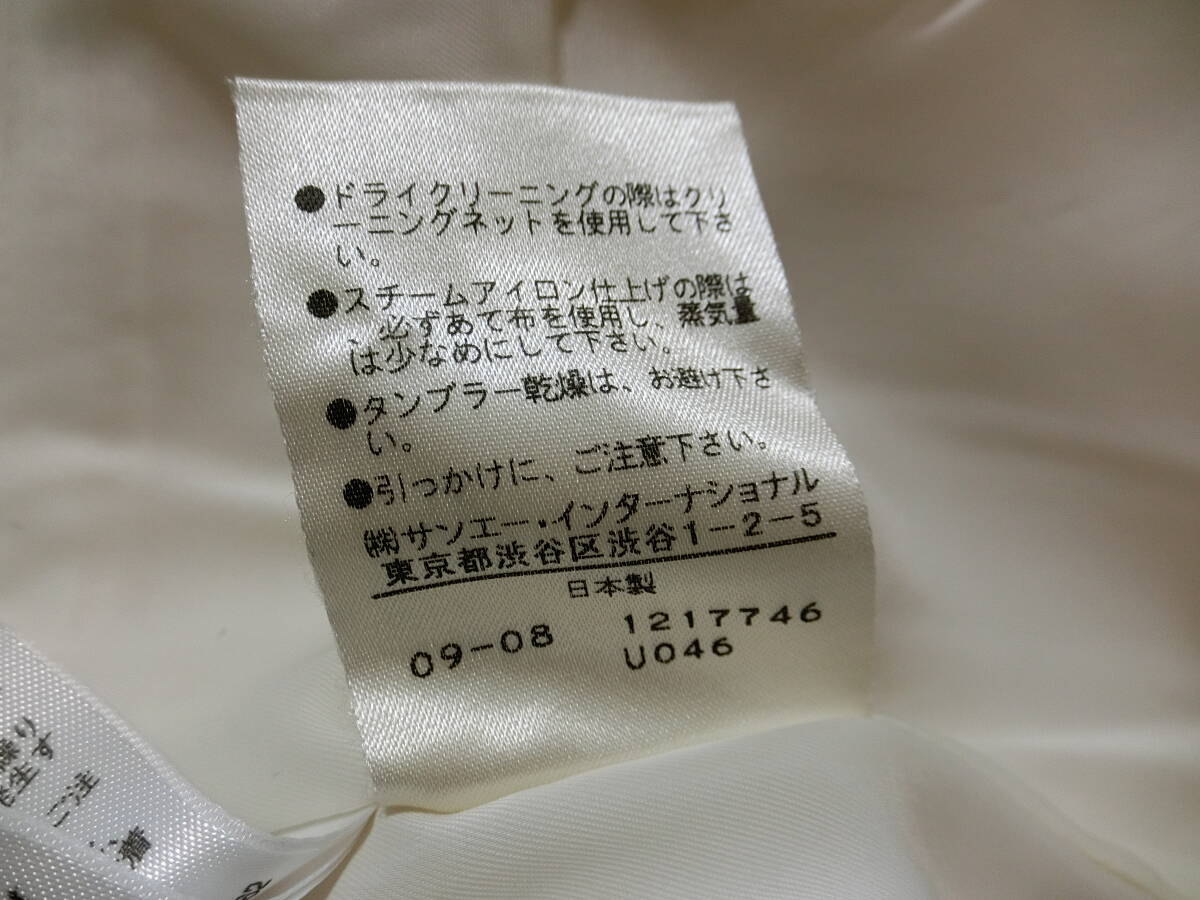 ●ドライクリーニングの際はクリ
ーニングネットを使用して下さ
い。
●スチームアイロン仕上げの際は
必ずあて布を使用し、蒸気量
は少なめにして下さい。
●タンブラー乾燥は、お避け下さ
い。
●引っかけに、ご注意下さい。
㈱サンエー・インターナショナル
東京都渋谷区渋谷1-2-5
日本製
09-08 1217746
U046
り
す
ご注
着